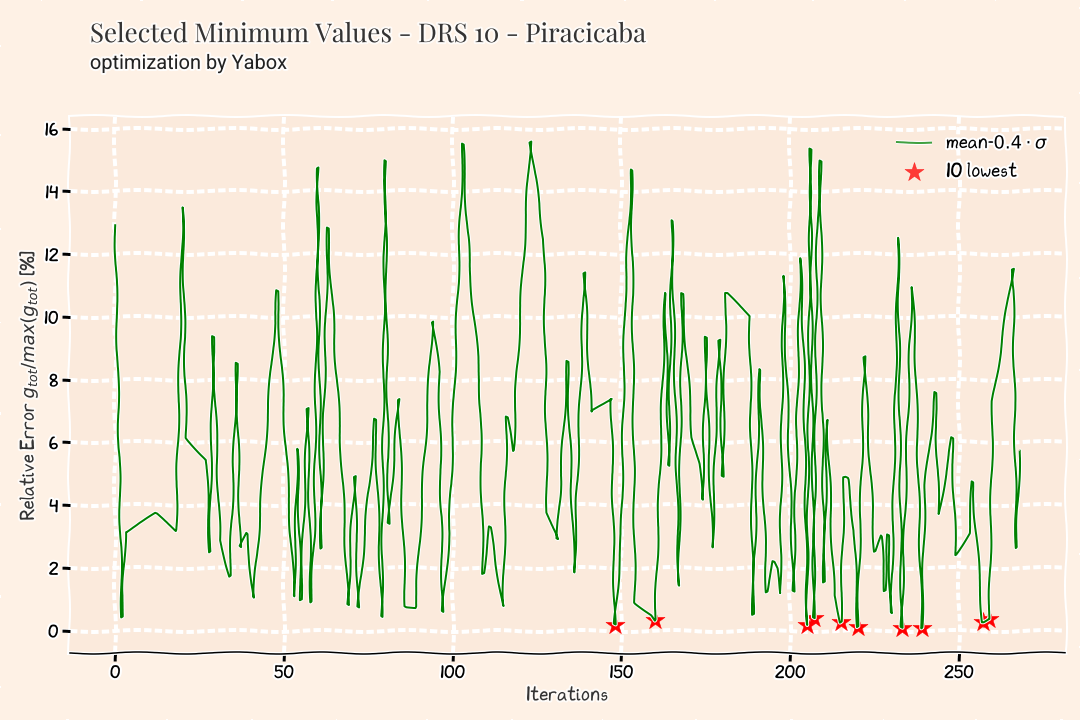 Selected Minimum Values - DRS 10 - Piracicaba
optimization by Yabox
mean-0.4 · σ
10 lowest
Relative Error g_tot/max(g_tot) [%]
16
14
12
10
8
6
4
2
0
0 50 100 150 200 250
Iterations